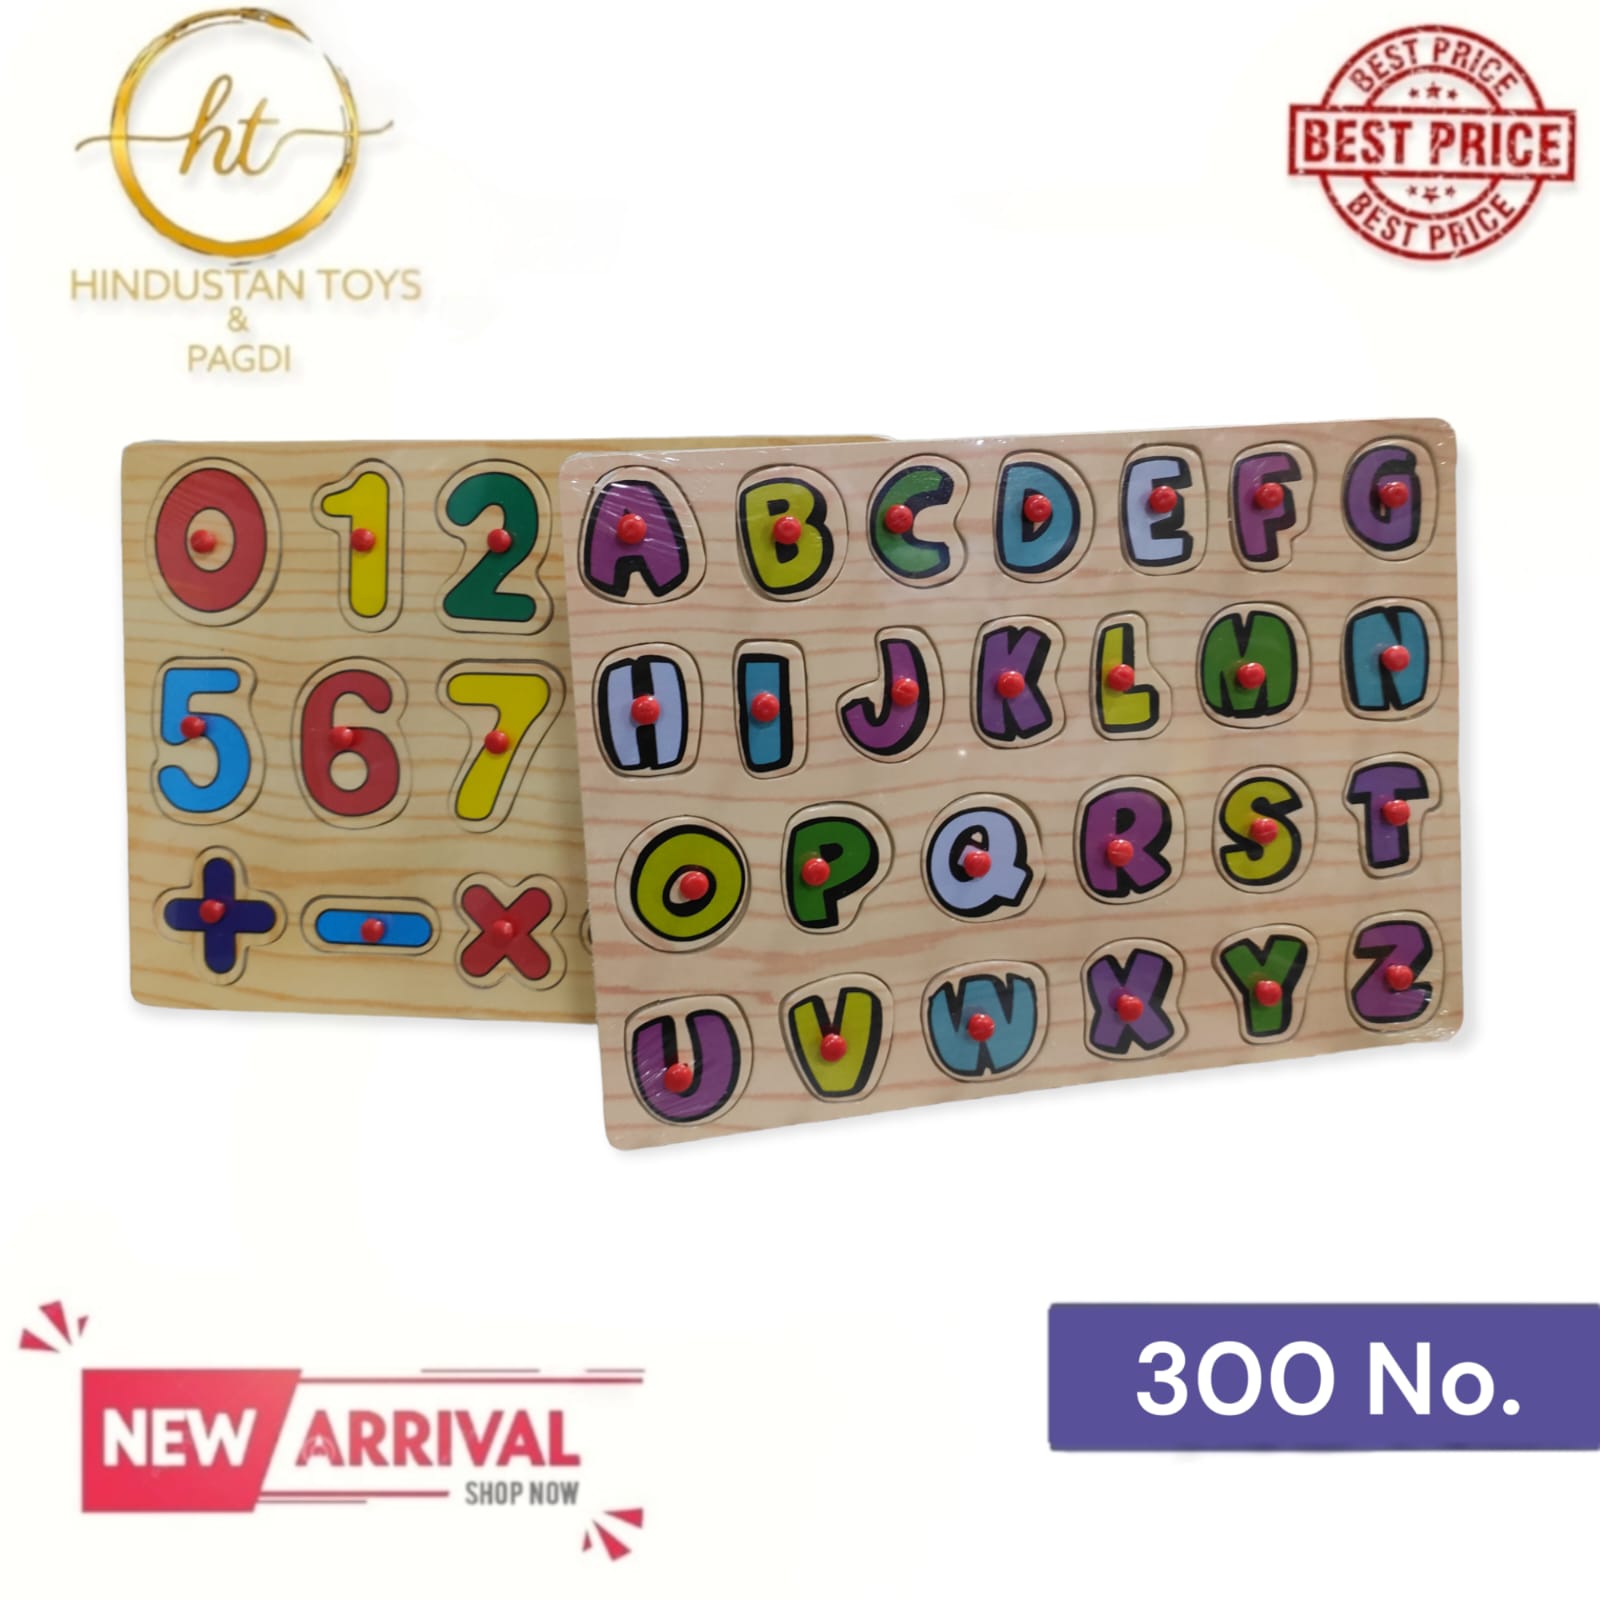 ht
HINDUSTAN TOYS
&
PAGDI
BEST PRICE
BEST PRICE
BEST PRICE
0 1 2
5 6 7
+ - ×
A B C D E F G
H I J K L M N
O P Q R S T
U V W X Y Z
NEW ARRIVAL
SHOP NOW
300 No.